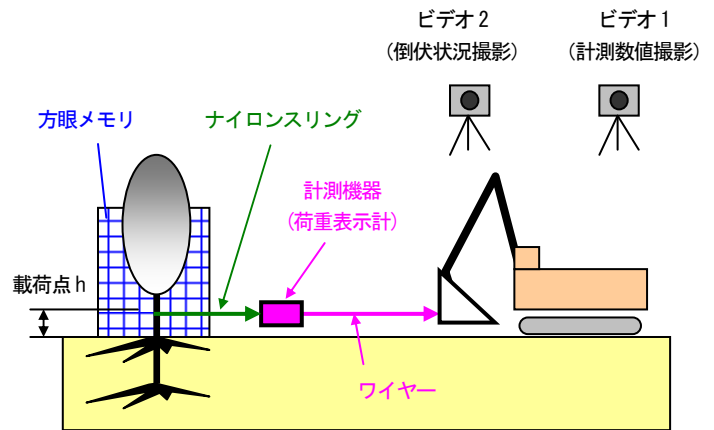 ビデオ2
(倒伏状況撮影)
ビデオ1
(計測数値撮影)
方眼メモリ
ナイロンスリング
計測機器
(荷重表示計)
載荷点h
ワイヤー